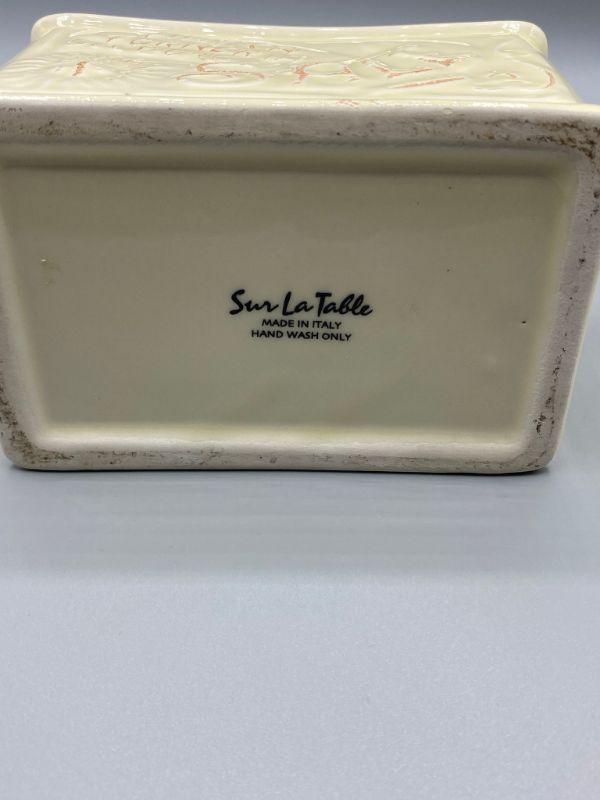 Sur La Table
MADE IN ITALY
HAND WASH ONLY